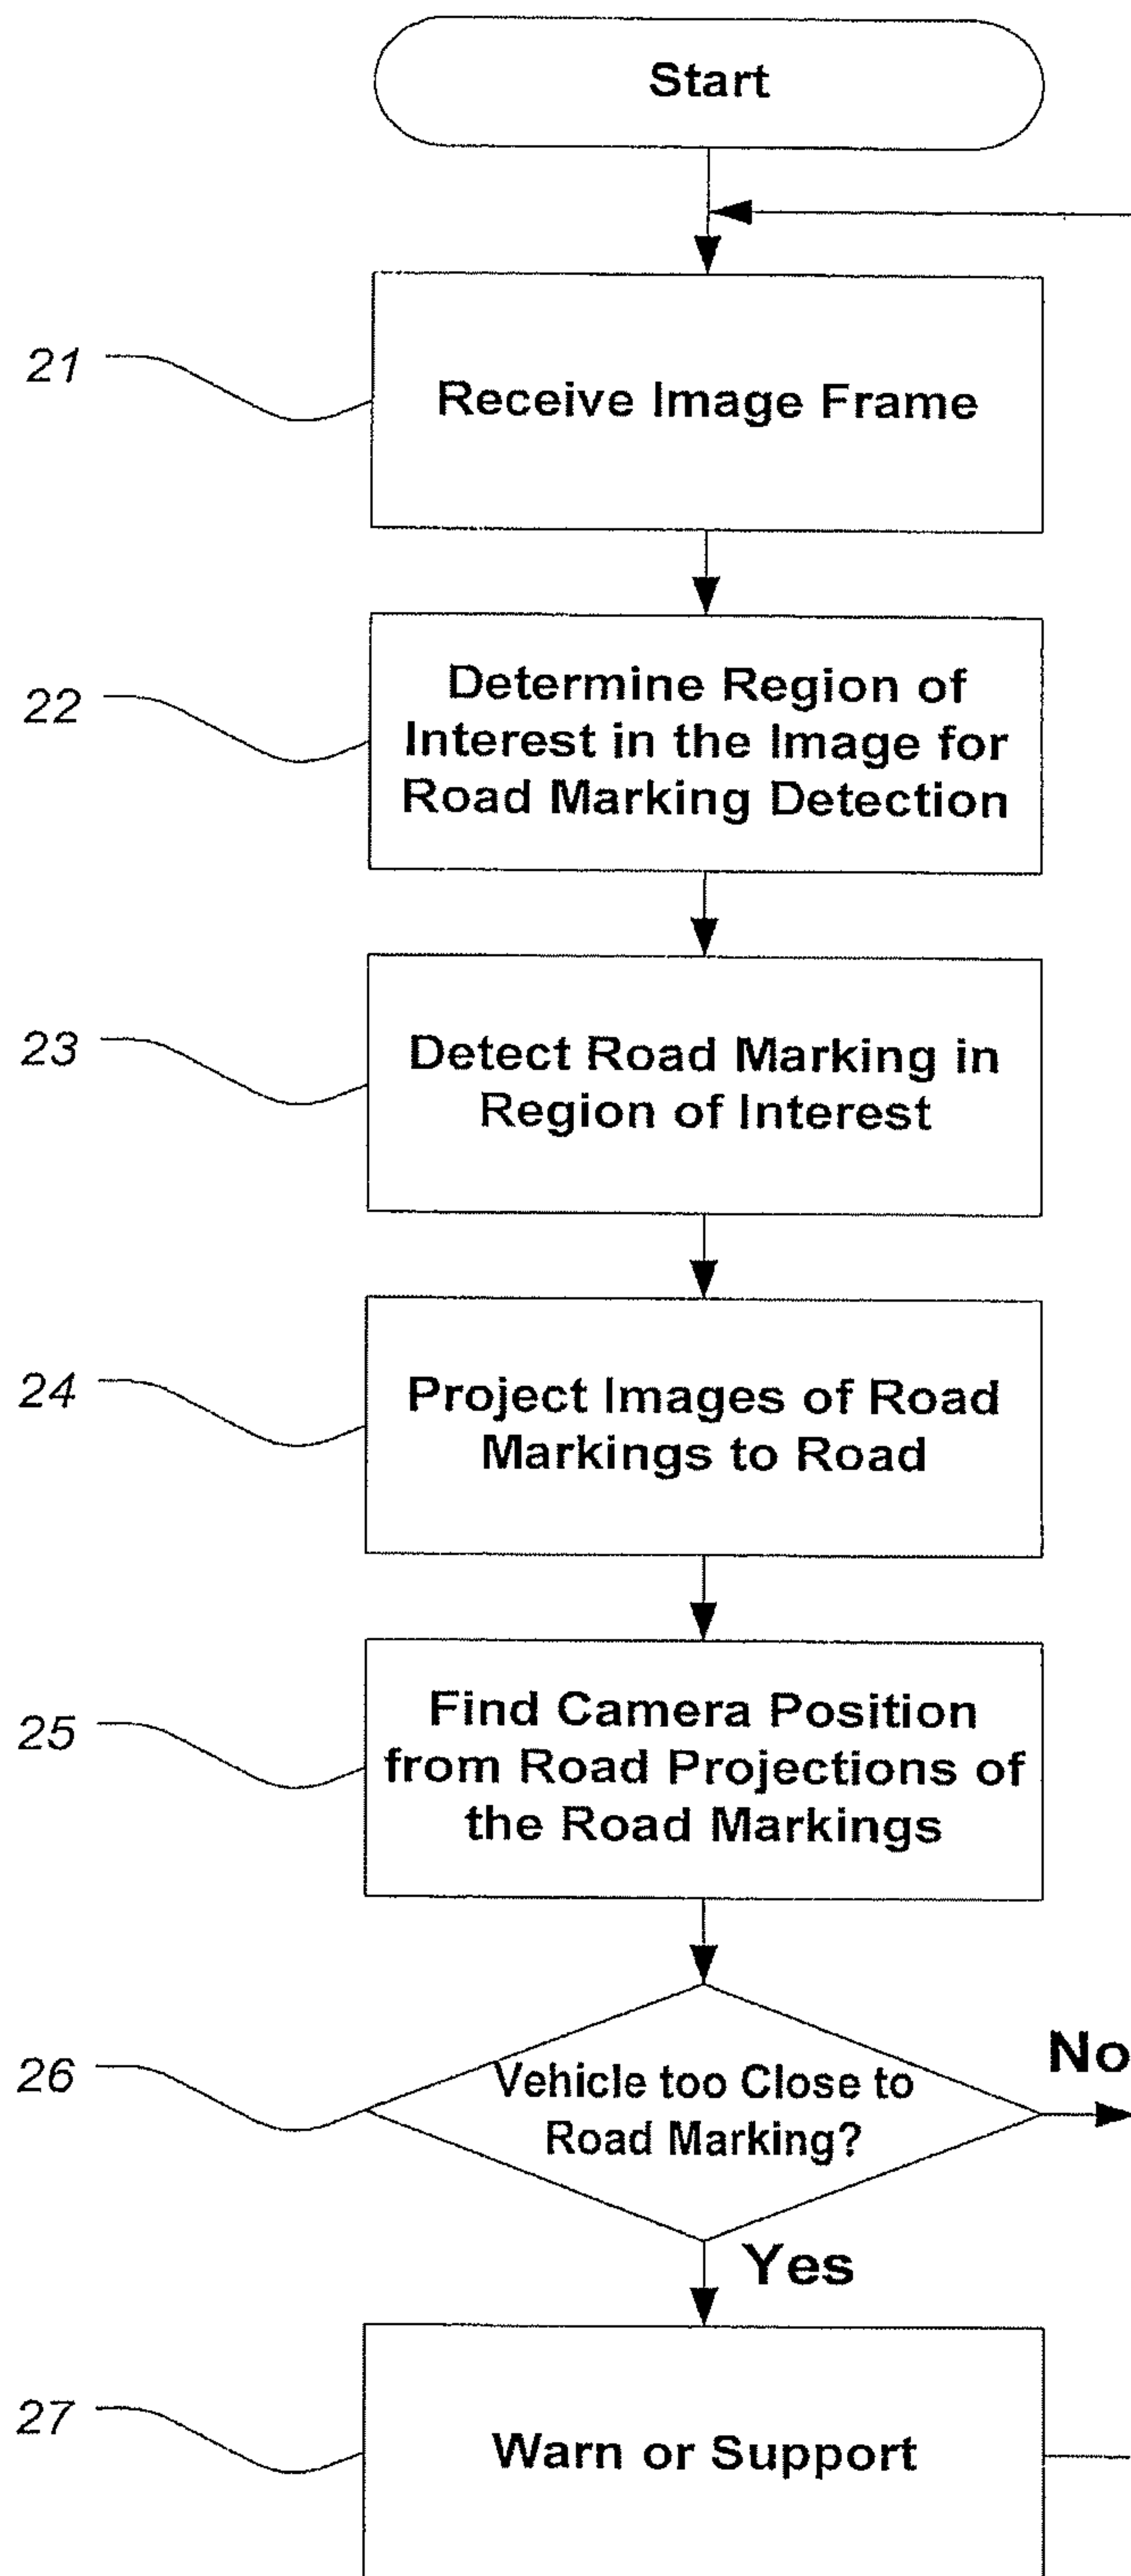 Start
21
Receive Image Frame
22
Determine Region of
Interest in the Image for
Road Marking Detection
23
Detect Road Marking in
Region of Interest
24
Project Images of Road
Markings to Road
25
Find Camera Position
from Road Projections of
the Road Markings
26
Vehicle too Close to
Road Marking?
No
Yes
27
Warn or Support